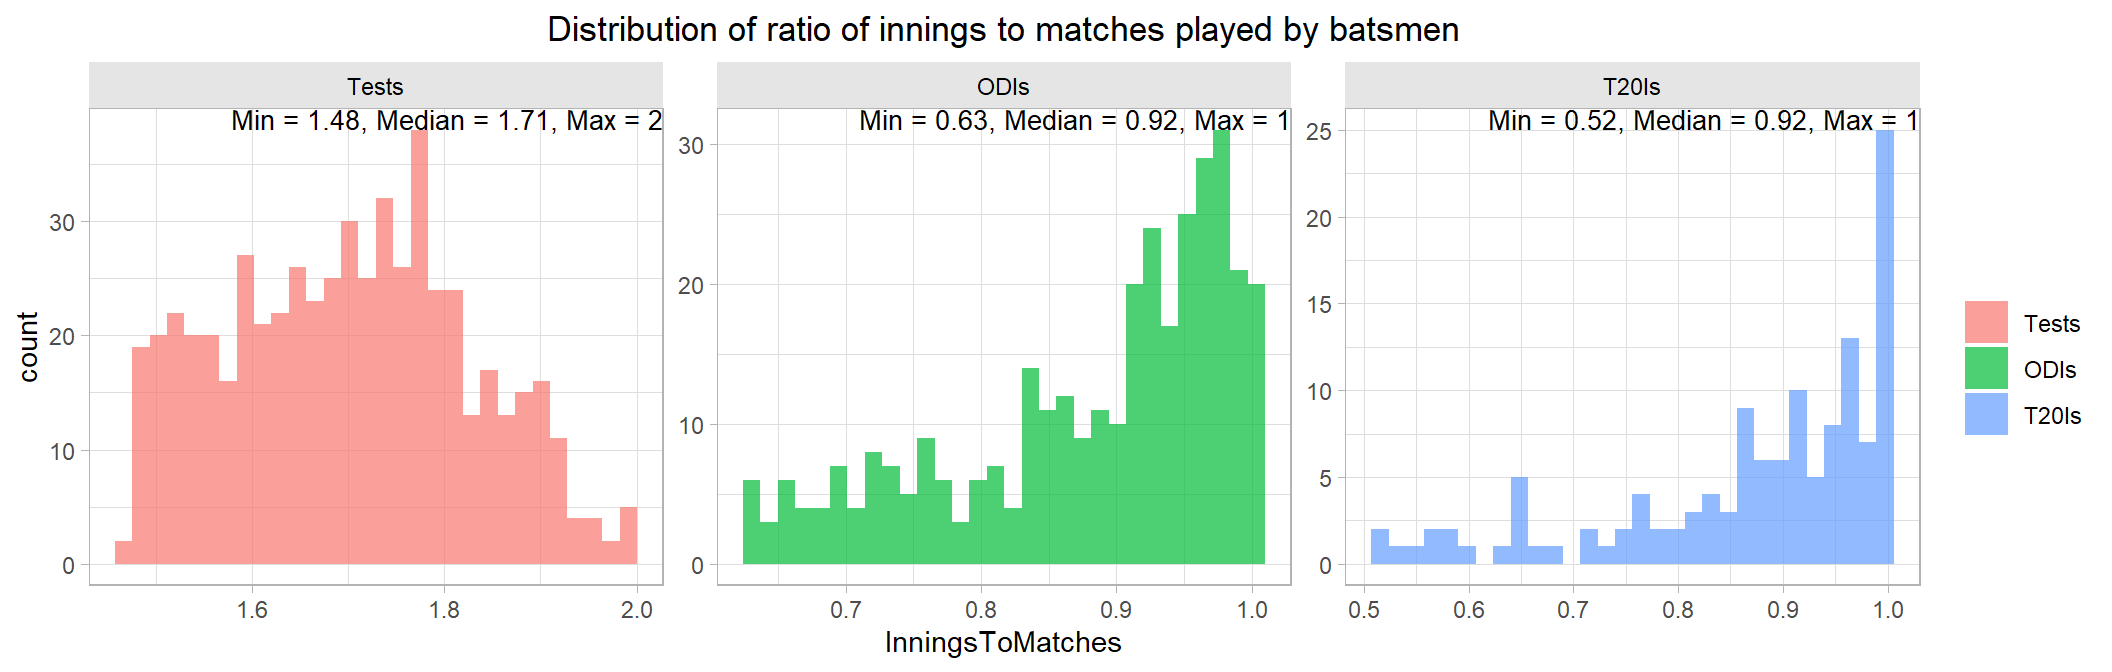 Distribution of ratio of innings to matches played by batsmen
Tests
ODIs
T20Is
Min = 1.48, Median = 1.71, Max = 2
Min = 0.63, Median = 0.92, Max = 1
Min = 0.52, Median = 0.92, Max = 1
count
30
20
10
0
1.6
1.8
2.0
30
20
10
0
0.7
0.8
0.9
1.0
25
20
15
10
5
0
0.5
0.6
0.7
0.8
0.9
1.0
InningsToMatches
Tests
ODIs
T20Is